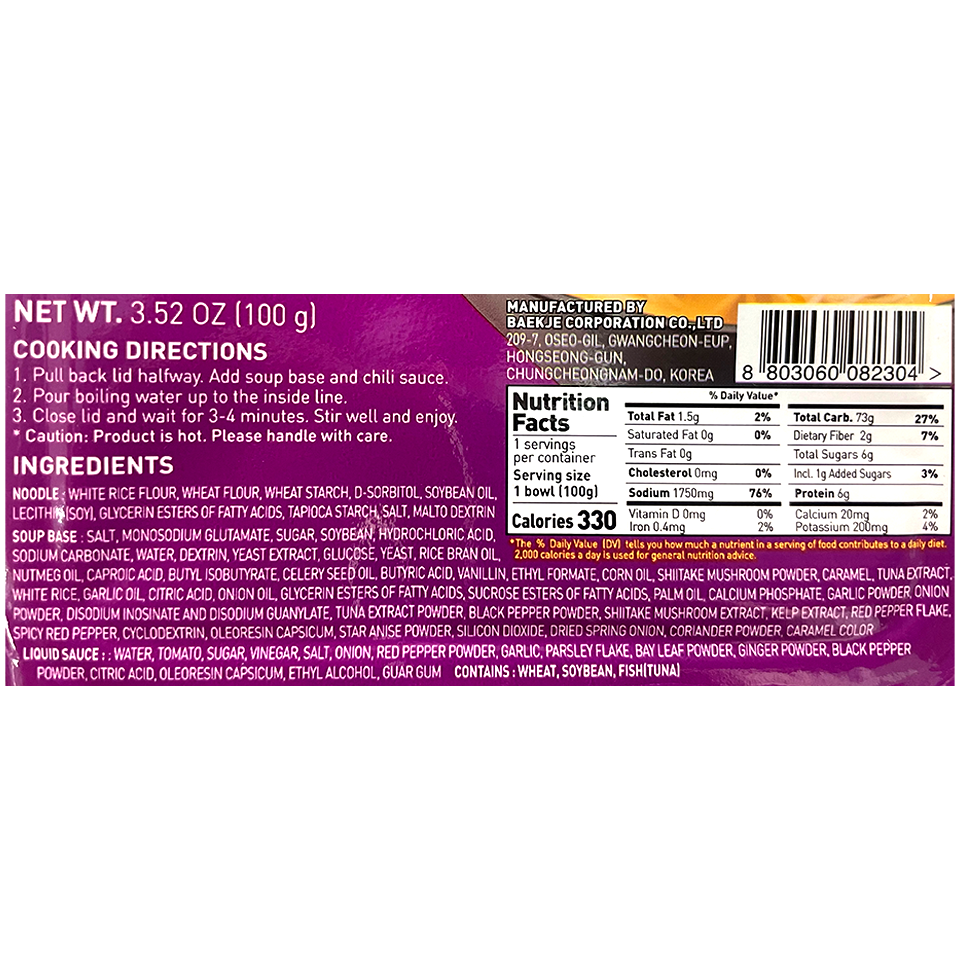 NET WT. 3.52 OZ (100 g)
COOKING DIRECTIONS
1. Pull back lid halfway. Add soup base and chili sauce.
2. Pour boiling water up to the inside line.
3. Close lid and wait for 3-4 minutes. Stir well and enjoy.
* Caution: Product is hot. Please handle with care.
INGREDIENTS
NOODLE : WHITE RICE FLOUR, WHEAT FLOUR, WHEAT STARCH, D-SORBITOL, SOYBEAN OIL,
LECITHIN(SOY), GLYCERIN ESTERS OF FATTY ACIDS, TAPIOCA STARCH, SALT, MALTO DEXTRIN
SOUP BASE : SALT, MONOSODIUM GLUTAMATE, SUGAR, SOYBEAN, HYDROCHLORIC ACID,
SODIUM CARBONATE, WATER, DEXTRIN, YEAST EXTRACT, GLUCOSE, YEAST, RICE BRAN OIL,
NUTMEG OIL, CAPROIC ACID, BUTYL ISOBUTYRATE, CELERY SEED OIL, BUTYRIC ACID, VANILLIN, ETHYL FORMATE, CORN OIL, SHIITAKE MUSHROOM POWDER, CARAMEL, TUNA EXTRACT,
WHITE RICE, GARLIC OIL, CITRIC ACID, ONION OIL, GLYCERIN ESTERS OF FATTY ACIDS, SUCROSE ESTERS OF FATTY ACIDS, PALM OIL, CALCIUM PHOSPHATE, GARLIC POWDER, ONION
POWDER, DISODIUM INOSINATE AND DISODIUM GUANYLATE, TUNA EXTRACT POWDER, BLACK PEPPER POWDER, SHIITAKE MUSHROOM EXTRACT, KELP EXTRACT, RED PEPPER FLAKE,
SPICY RED PEPPER, CYCLODEXTRIN, OLEORESIN CAPSICUM, STAR ANISE POWDER, SILICON DIOXIDE, DRIED SPRING ONION, CORIANDER POWDER, CARAMEL COLOR
LIQUID SAUCE : : WATER, TOMATO, SUGAR, VINEGAR, SALT, ONION, RED PEPPER POWDER, GARLIC, PARSLEY FLAKE, BAY LEAF POWDER, GINGER POWDER, BLACK PEPPER
POWDER, CITRIC ACID, OLEORESIN CAPSICUM, ETHYL ALCOHOL, GUAR GUM CONTAINS : WHEAT, SOYBEAN, FISH(TUNA)
MANUFACTURED BY
BAEKJE CORPORATION CO.,LTD
209-7, OSEO-GIL, GWANGCHEON-EUP,
HONGSEONG-GUN,
CHUNGCHEONGNAM-DO, KOREA
8 803060 082304 >
Nutrition
Facts
1 servings
per container
Serving size
1 bowl (100g)
Calories 330
% Daily Value*
Total Fat 1.5g 2%
Saturated Fat 0g 0%
Trans Fat 0g
Cholesterol 0mg 0%
Sodium 1750mg 76%
Vitamin D 0mg 0%
Iron 0.4mg 2%
Total Carb. 73g 27%
Dietary Fiber 2g 7%
Total Sugars 6g
Incl. 1g Added Sugars 3%
Protein 6g
Calcium 20mg 2%
Potassium 200mg 4%
*The % Daily Value (DV) tells you how much a nutrient in a serving of food contributes to a daily diet.
2,000 calories a day is used for general nutrition advice.